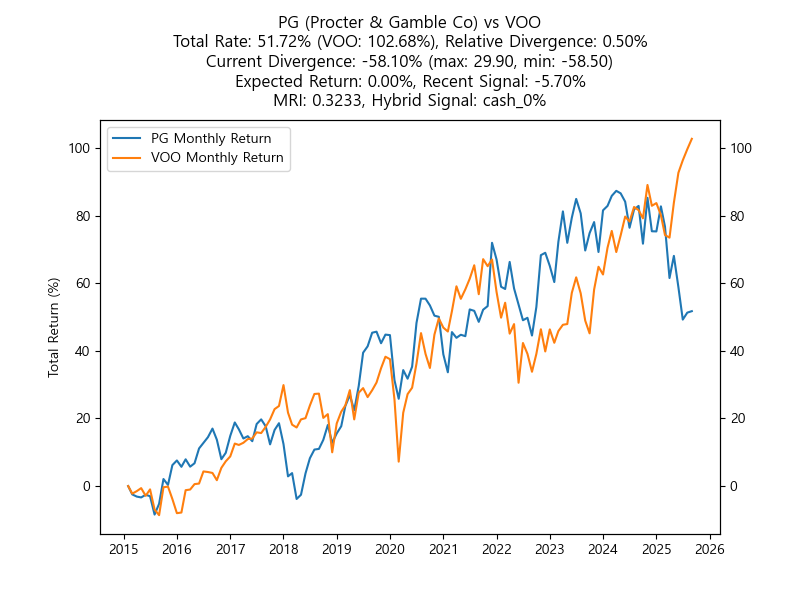 PG (Procter & Gamble Co) vs VOO
Total Rate: 51.72% (VOO: 102.68%), Relative Divergence: 0.50%
Current Divergence: -58.10% (max: 29.90, min: -58.50)
Expected Return: 0.00%, Recent Signal: -5.70%
MRI: 0.3233, Hybrid Signal: cash_0%
PG Monthly Return
VOO Monthly Return
Total Return (%)
100
80
60
40
20
0
100
80
60
40
20
0
2015 2016 2017 2018 2019 2020 2021 2022 2023 2024 2025 2026